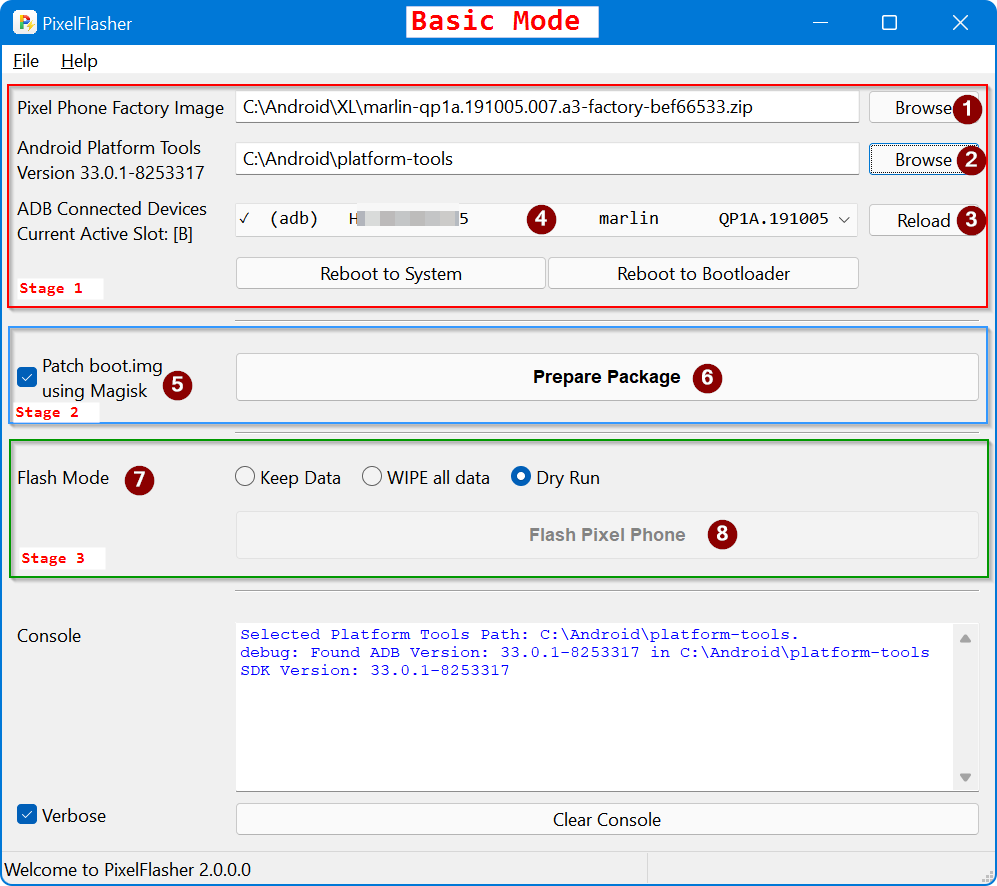 PixelFlasher
Basic Mode
File Help
Pixel Phone Factory Image C:\Android\XL\marlin-qp1a.191005.007.a3-factory-bef66533.zip Browse 1
Android Platform Tools
Version 33.0.1-8253317
C:\Android\platform-tools Browse 2
ADB Connected Devices
Current Active Slot: [B]
✓ (adb) H 5 4 marlin QP1A.191005 Reload 3
Reboot to System Reboot to Bootloader
Stage 1
Patch boot.img
using Magisk 5
Prepare Package 6
Stage 2
Flash Mode 7 Keep Data WIPE all data Dry Run
Flash Pixel Phone 8
Stage 3
Console
Selected Platform Tools Path: C:\Android\platform-tools.
debug: Found ADB Version: 33.0.1-8253317 in C:\Android\platform-tools
SDK Version: 33.0.1-8253317
Verbose Clear Console
Welcome to PixelFlasher 2.0.0.0